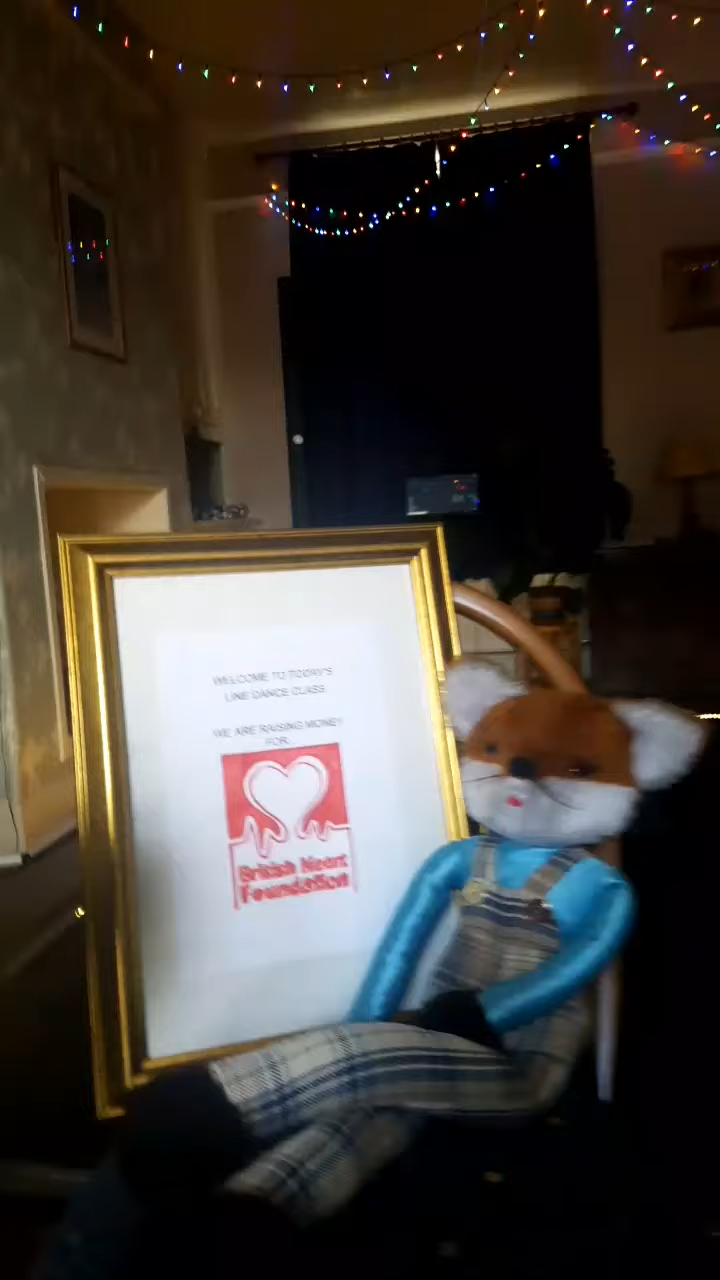 WELCOME TO TODAY'S
LINE DANCE CLASS
WE ARE RAISING MONEY
FOR:
British Heart
Foundation